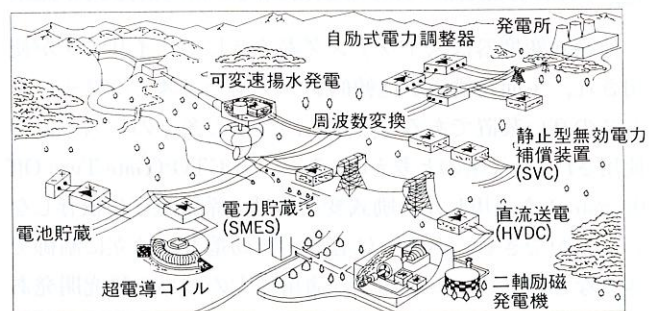 発電所
自励式電力調整器
可変速揚水発電
周波数変換
静止型無効電力
補償装置
(SVC)
電力貯蔵
(SMES)
直流送電
(HVDC)
電池貯蔵
超電導コイル
二軸励磁
発電機